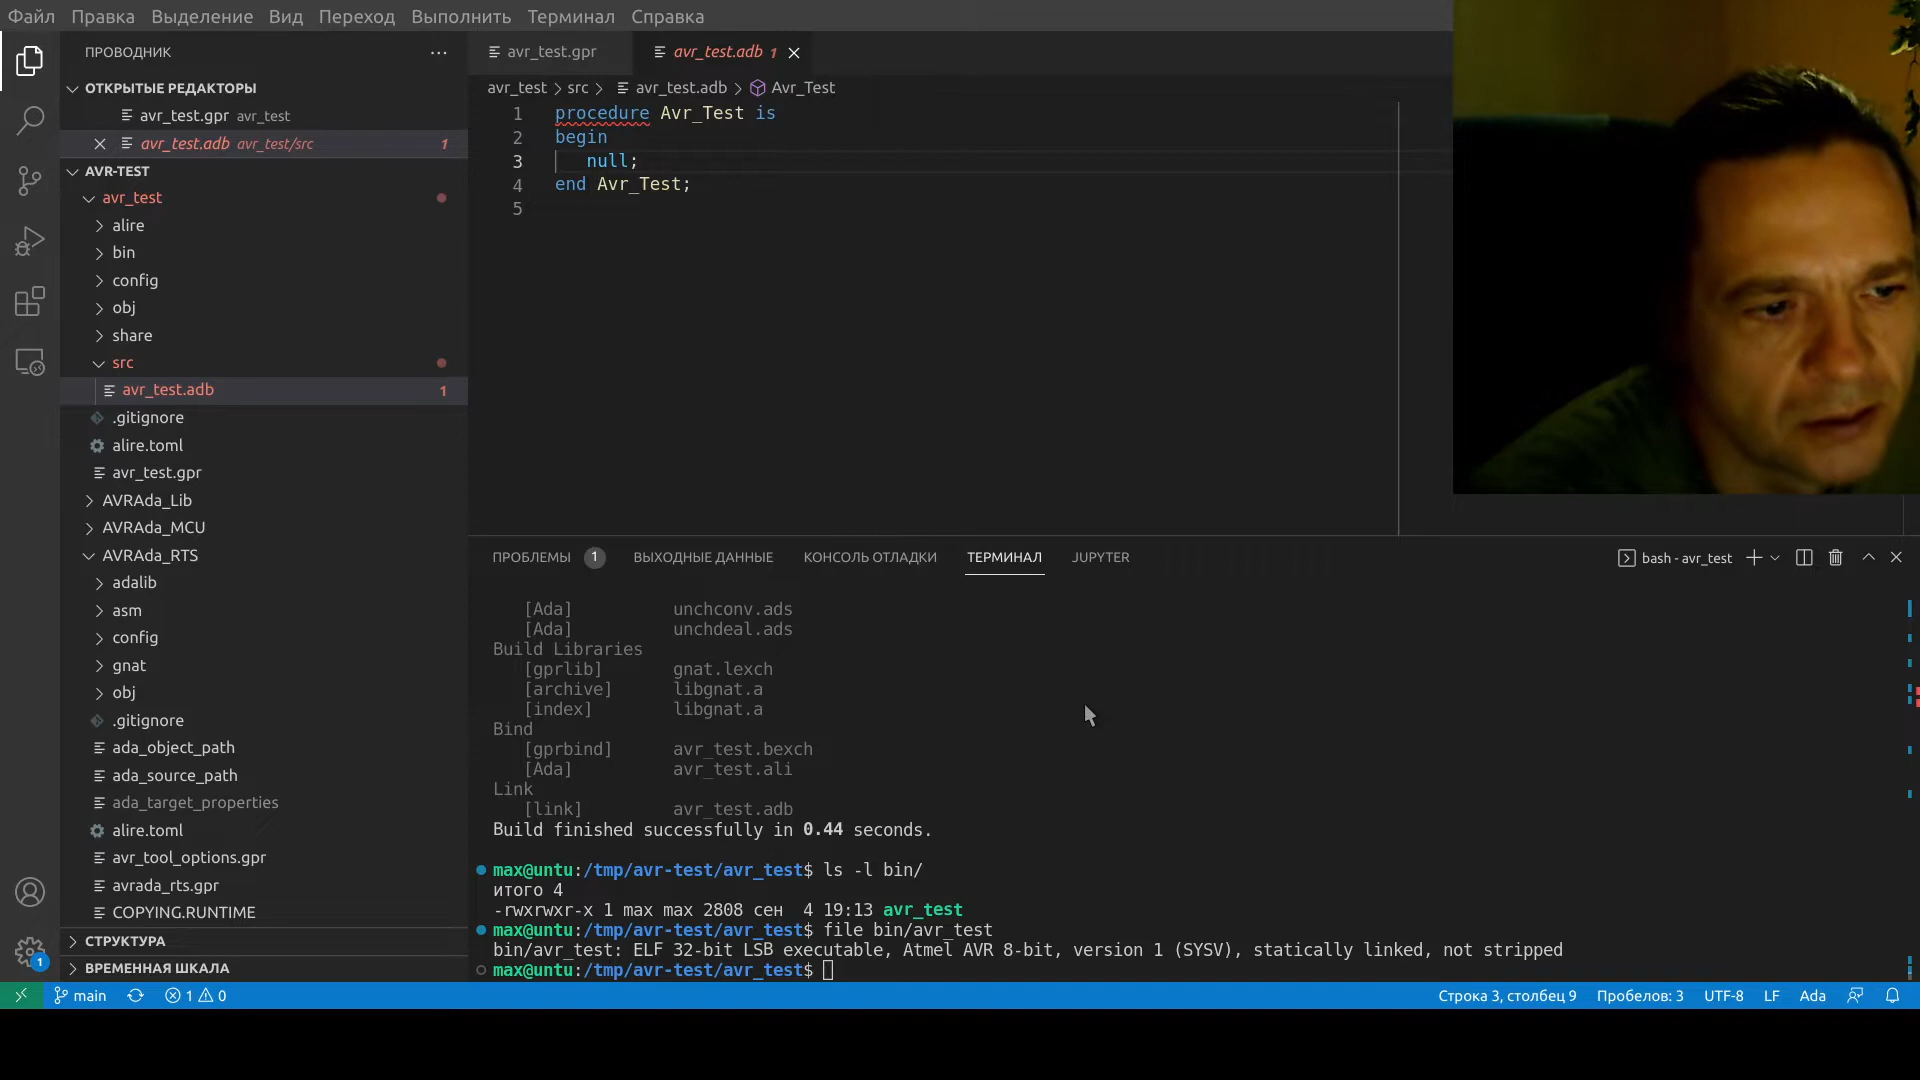 Файл Правка Выделение Вид Переход Выполнить Терминал Справка
ПРОВОДНИК
ОТКРЫТЫЕ РЕДАКТОРЫ
avr_test.gpr avr_test
avr_test.adb avr_test/src 1
AVR-TEST
avr_test
alire
bin
config
obj
share
src
avr_test.adb 1
.gitignore
alire.toml
avr_test.gpr
AVRAda_Lib
AVRAda_MCU
AVRAda_RTS
adalib
asm
config
gnat
obj
.gitignore
ada_object_path
ada_source_path
ada_target_properties
alire.toml
avr_tool_options.gpr
avrada_rts.gpr
COPYING.RUNTIME
СТРУКТУРА
ВРЕМЕННАЯ ШКАЛА
avr_test.gpr avr_test.adb 1
avr_test > src > avr_test.adb > Avr_Test
1 procedure Avr_Test is
2 begin
3 null;
4 end Avr_Test;
5
ПРОБЛЕМЫ 1 ВЫХОДНЫЕ ДАННЫЕ КОНСОЛЬ ОТЛАДКИ ТЕРМИНАЛ JUPYTER bash - avr_test
[Ada] unchconv.ads
[Ada] unchdeal.ads
Build Libraries
[gprlib] gnat.lexch
[archive] libgnat.a
[index] libgnat.a
Bind
[gprbind] avr_test.bexch
[Ada] avr_test.ali
Link
[link] avr_test.adb
Build finished successfully in 0.44 seconds.
max@untu:/tmp/avr-test/avr_test$ ls -l bin/
итого 4
-rwxrwxr-x 1 max max 2808 сен 4 19:13 avr_test
max@untu:/tmp/avr-test/avr_test$ file bin/avr_test
bin/avr_test: ELF 32-bit LSB executable, Atmel AVR 8-bit, version 1 (SYSV), statically linked, not stripped
max@untu:/tmp/avr-test/avr_test$
1
main 1 0 Строка 3, столбец 9 Пробелов: 3 UTF-8 LF Ada